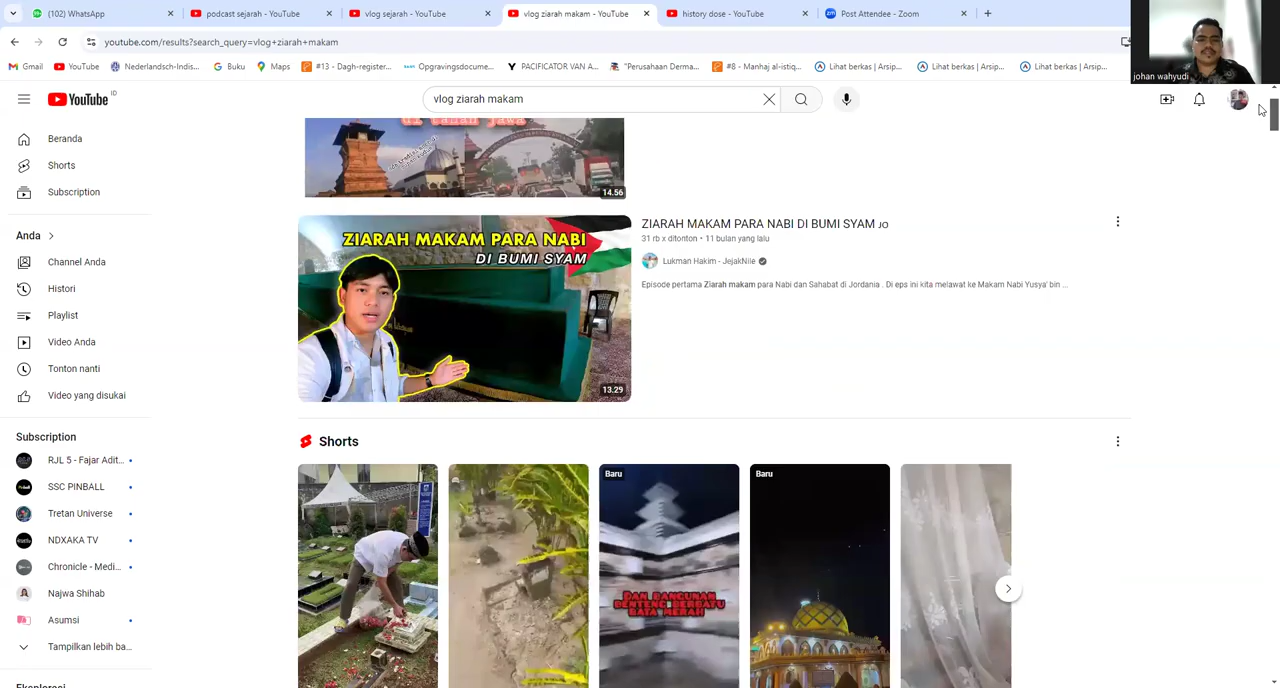 (102) WhatsApp
podcast sejarah - YouTube
vlog sejarah - YouTube
vlog ziarah makam - YouTube
history dose - YouTube
Post Attendee - Zoom
youtube.com/results?search_query=vlog+ziarah+makam
Gmail
YouTube
Nederlandsch-Indis...
Buku
Maps
#13 - Dagh-register...
Opgravingsdocume...
PACIFICATOR VAN A...
"Perusahaan Derma...
#8 - Manhaj al-istiq...
Lihat berkas | Arsip...
Lihat berkas | Arsip...
Lihat berkas | Arsip...
johan wahyudi
YouTube ID
vlog ziarah makam
Beranda
Shorts
Subscription
Anda
Channel Anda
Histori
Playlist
Video Anda
Tonton nanti
Video yang disukai
Subscription
RJL 5 - Fajar Adit...
SSC PINBALL
Tretan Universe
NDXAKA TV
Chronicle - Medi...
Najwa Shihab
Asumsi
Tampilkan lebih ba...
14.56
ZIARAH MAKAM PARA NABI
DI BUMI SYAM
13.29
ZIARAH MAKAM PARA NABI DI BUMI SYAM JO
31 rb x ditonton • 11 bulan yang lalu
Lukman Hakim - JejakNile
Episode pertama Ziarah makam para Nabi dan Sahabat di Jordania . Di eps ini kita melawat ke Makam Nabi Yusya' bin ...
Shorts
Baru
DAN BANGUNAN
BENTENG BERBATU
BATA MERAH
Baru